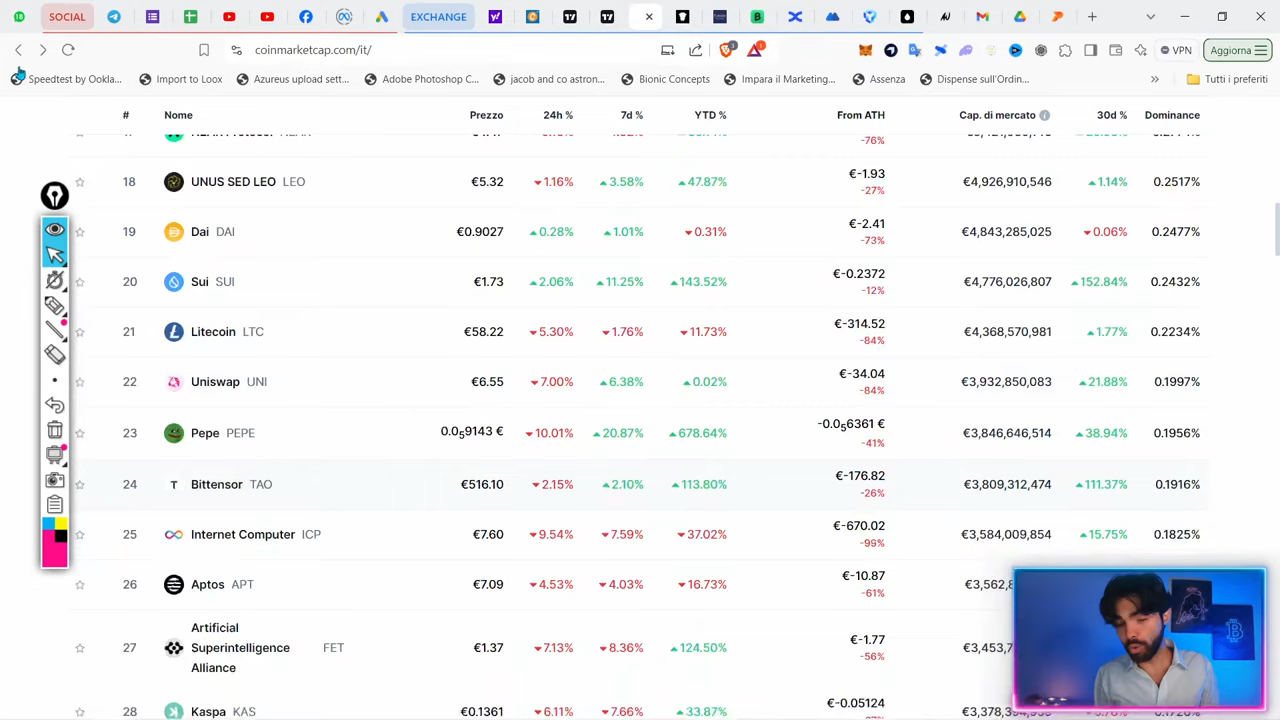 SOCIAL
EXCHANGE
coinmarketcap.com/it/
3
1
VPN
Aggiorna
Speedtest by Ookla...
Import to Loox
Azureus upload sett...
Adobe Photoshop C...
jacob and co astron...
Bionic Concepts
Impara il Marketing...
Assenza
Dispense sull'Ordin...
»
Tutti i preferiti
# Nome Prezzo 24h % 7d % YTD % From ATH Cap. di mercato 30d % Dominance
-76%
18 UNUS SED LEO LEO €5.32 1.16% 3.58% 47.87% €-1.93 -27% €4,926,910,546 1.14% 0.2517%
19 Dai DAI €0.9027 0.28% 1.01% 0.31% €-2.41 -73% €4,843,285,025 0.06% 0.2477%
20 Sui SUI €1.73 2.06% 11.25% 143.52% €-0.2372 -12% €4,776,026,807 152.84% 0.2432%
21 Litecoin LTC €58.22 5.30% 1.76% 11.73% €-314.52 -84% €4,368,570,981 1.77% 0.2234%
22 Uniswap UNI €6.55 7.00% 6.38% 0.02% €-34.04 -84% €3,932,850,083 21.88% 0.1997%
23 Pepe PEPE 0.0₅9143 € 10.01% 20.87% 678.64% -0.0₅6361 € -41% €3,846,646,514 38.94% 0.1956%
24 Bittensor TAO €516.10 2.15% 2.10% 113.80% €-176.82 -26% €3,809,312,474 111.37% 0.1916%
25 Internet Computer ICP €7.60 9.54% 7.59% 37.02% €-670.02 -99% €3,584,009,854 15.75% 0.1825%
26 Aptos APT €7.09 4.53% 4.03% 16.73% €-10.87 -61% €3,562,8
27 Artificial Superintelligence Alliance FET €1.37 7.13% 8.36% 124.50% €-1.77 -56% €3,453,7
28 Kaspa KAS €0.1361 6.11% 7.66% 33.87% €-0.05124